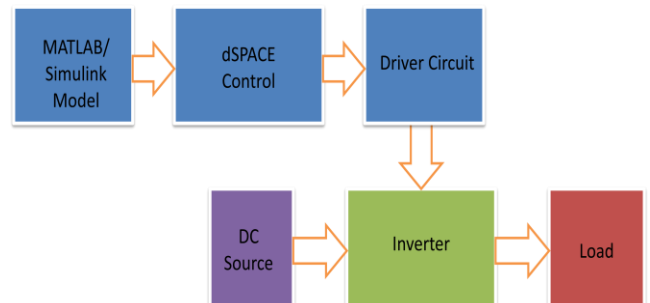 MATLAB/
Simulink
Model
dSPACE
Control
Driver Circuit
DC
Source
Inverter
Load